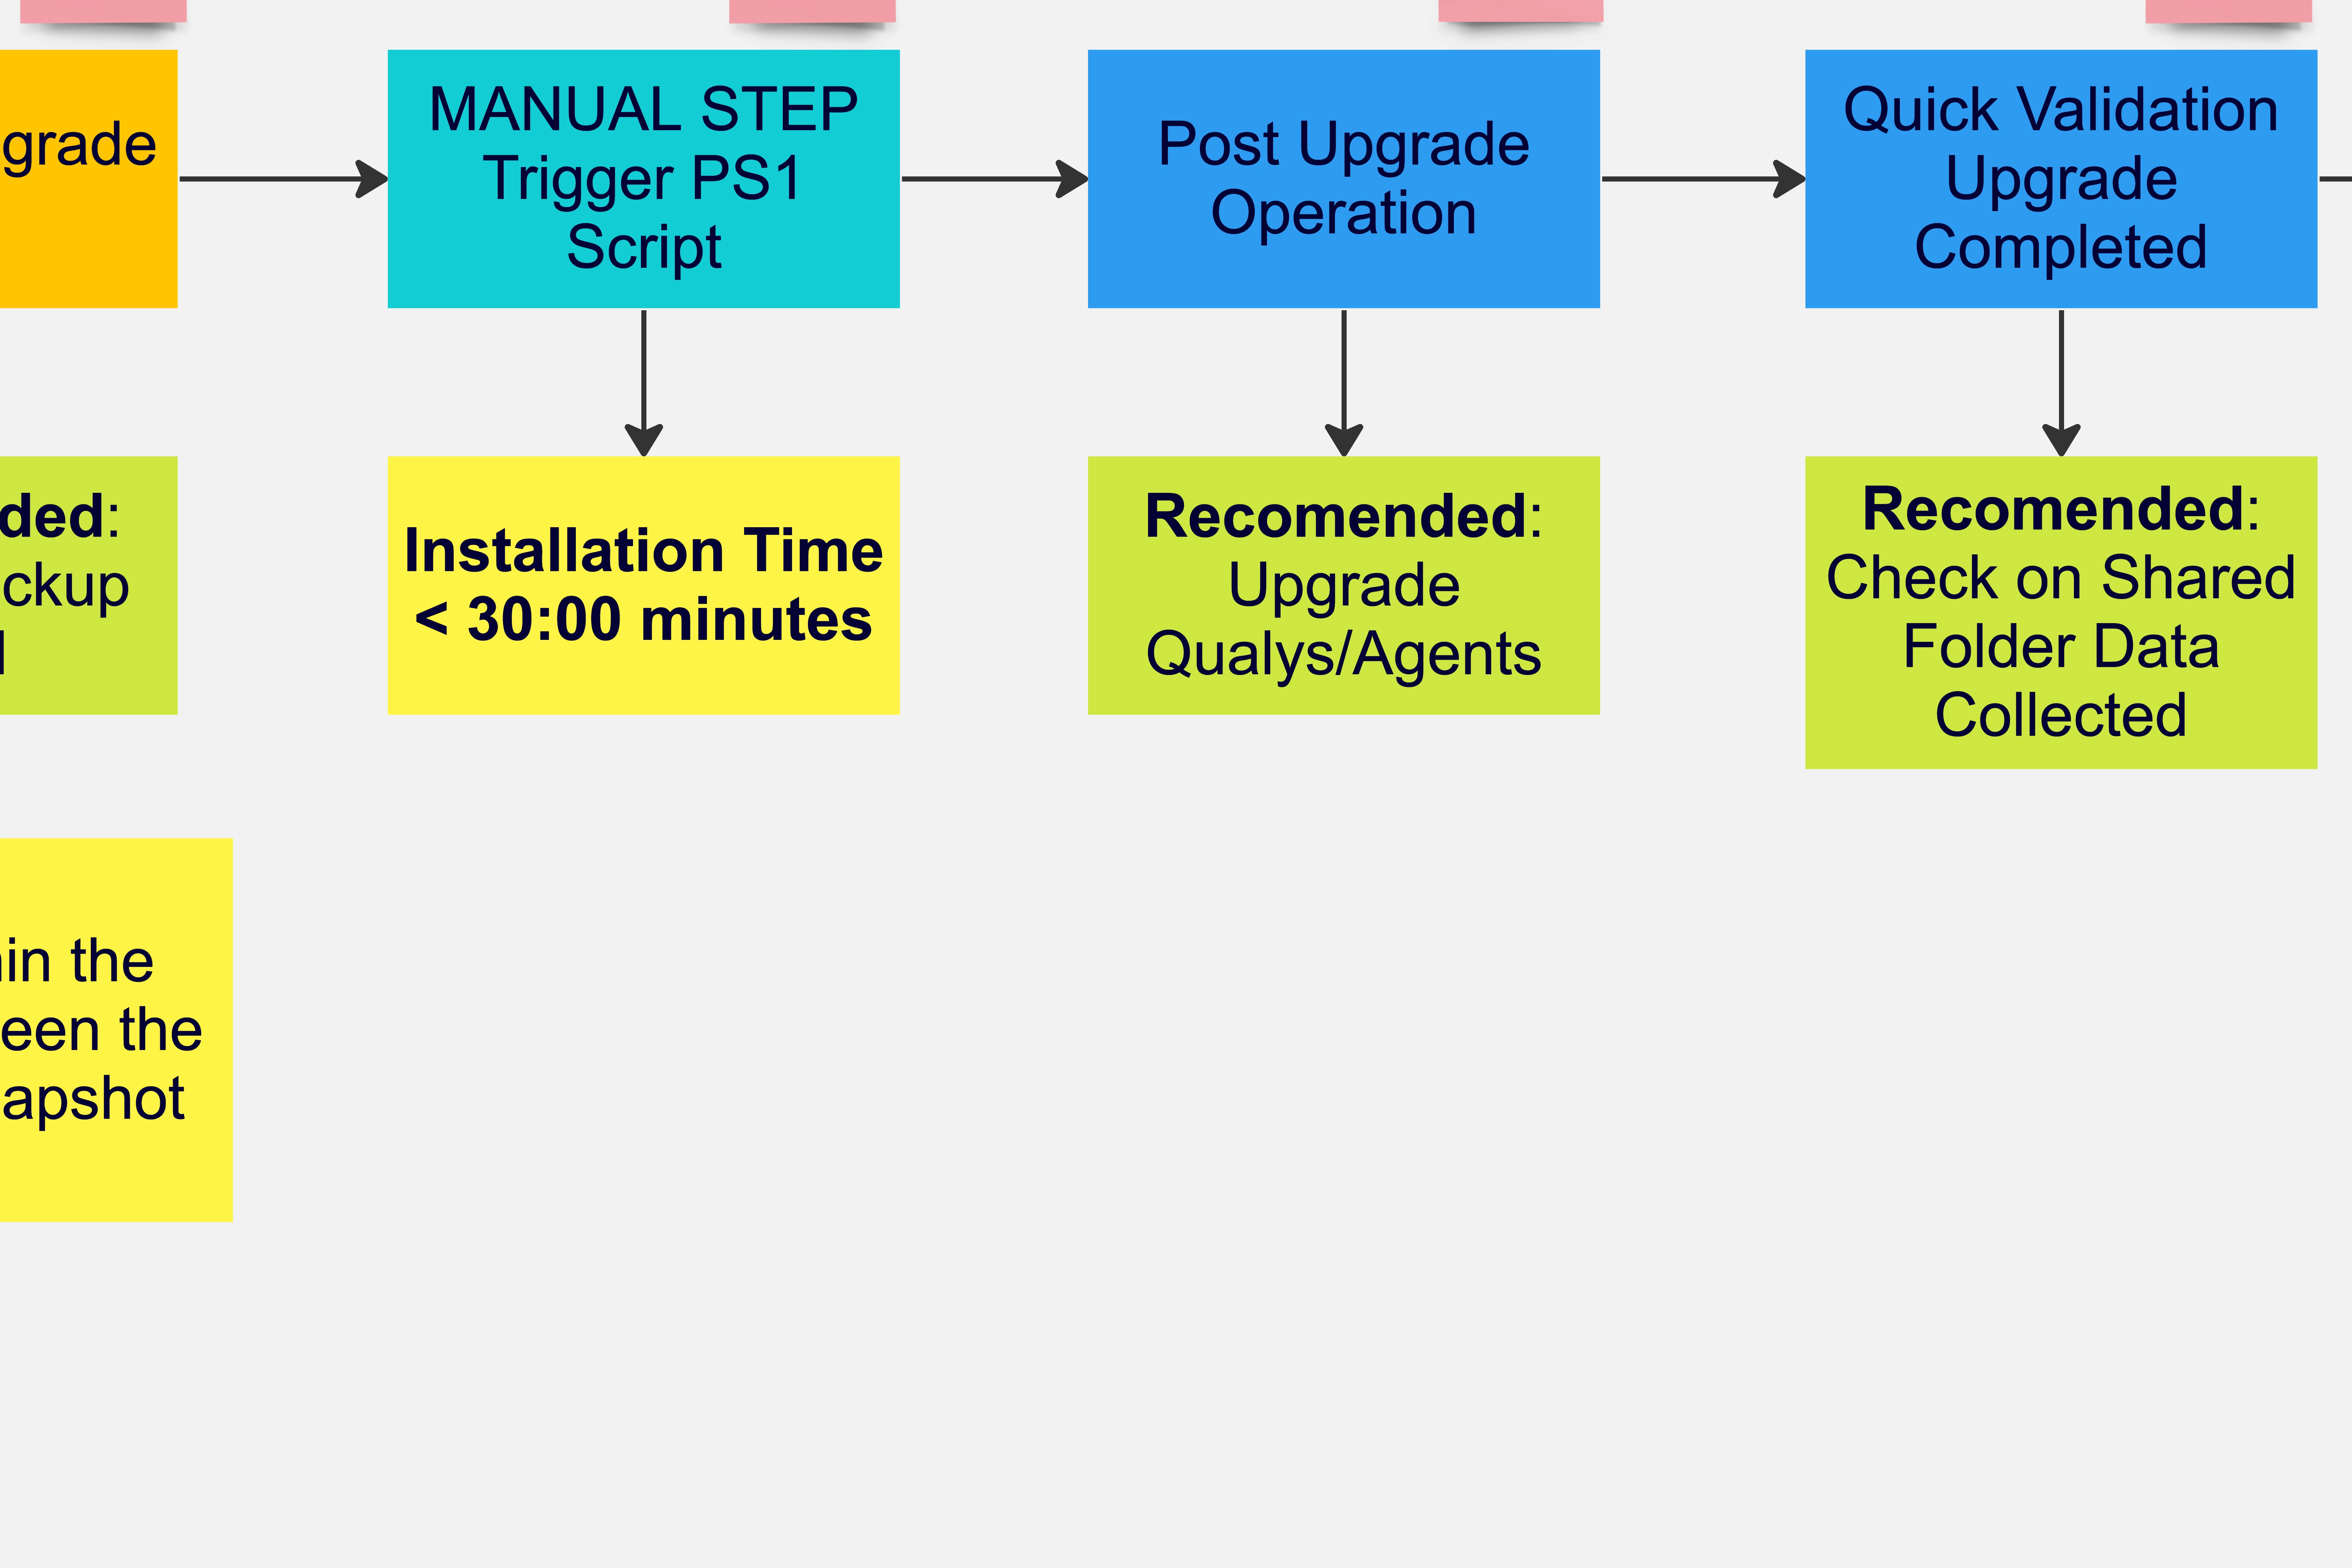 grade
MANUAL STEP
Trigger PS1
Script
Post Upgrade
Operation
Quick Validation
Upgrade
Completed
ded:
ckup
Installation Time
< 30:00 minutes
Recomended:
Upgrade
Qualys/Agents
Recomended:
Check on Shared
Folder Data
Collected
in the
een the
apshot